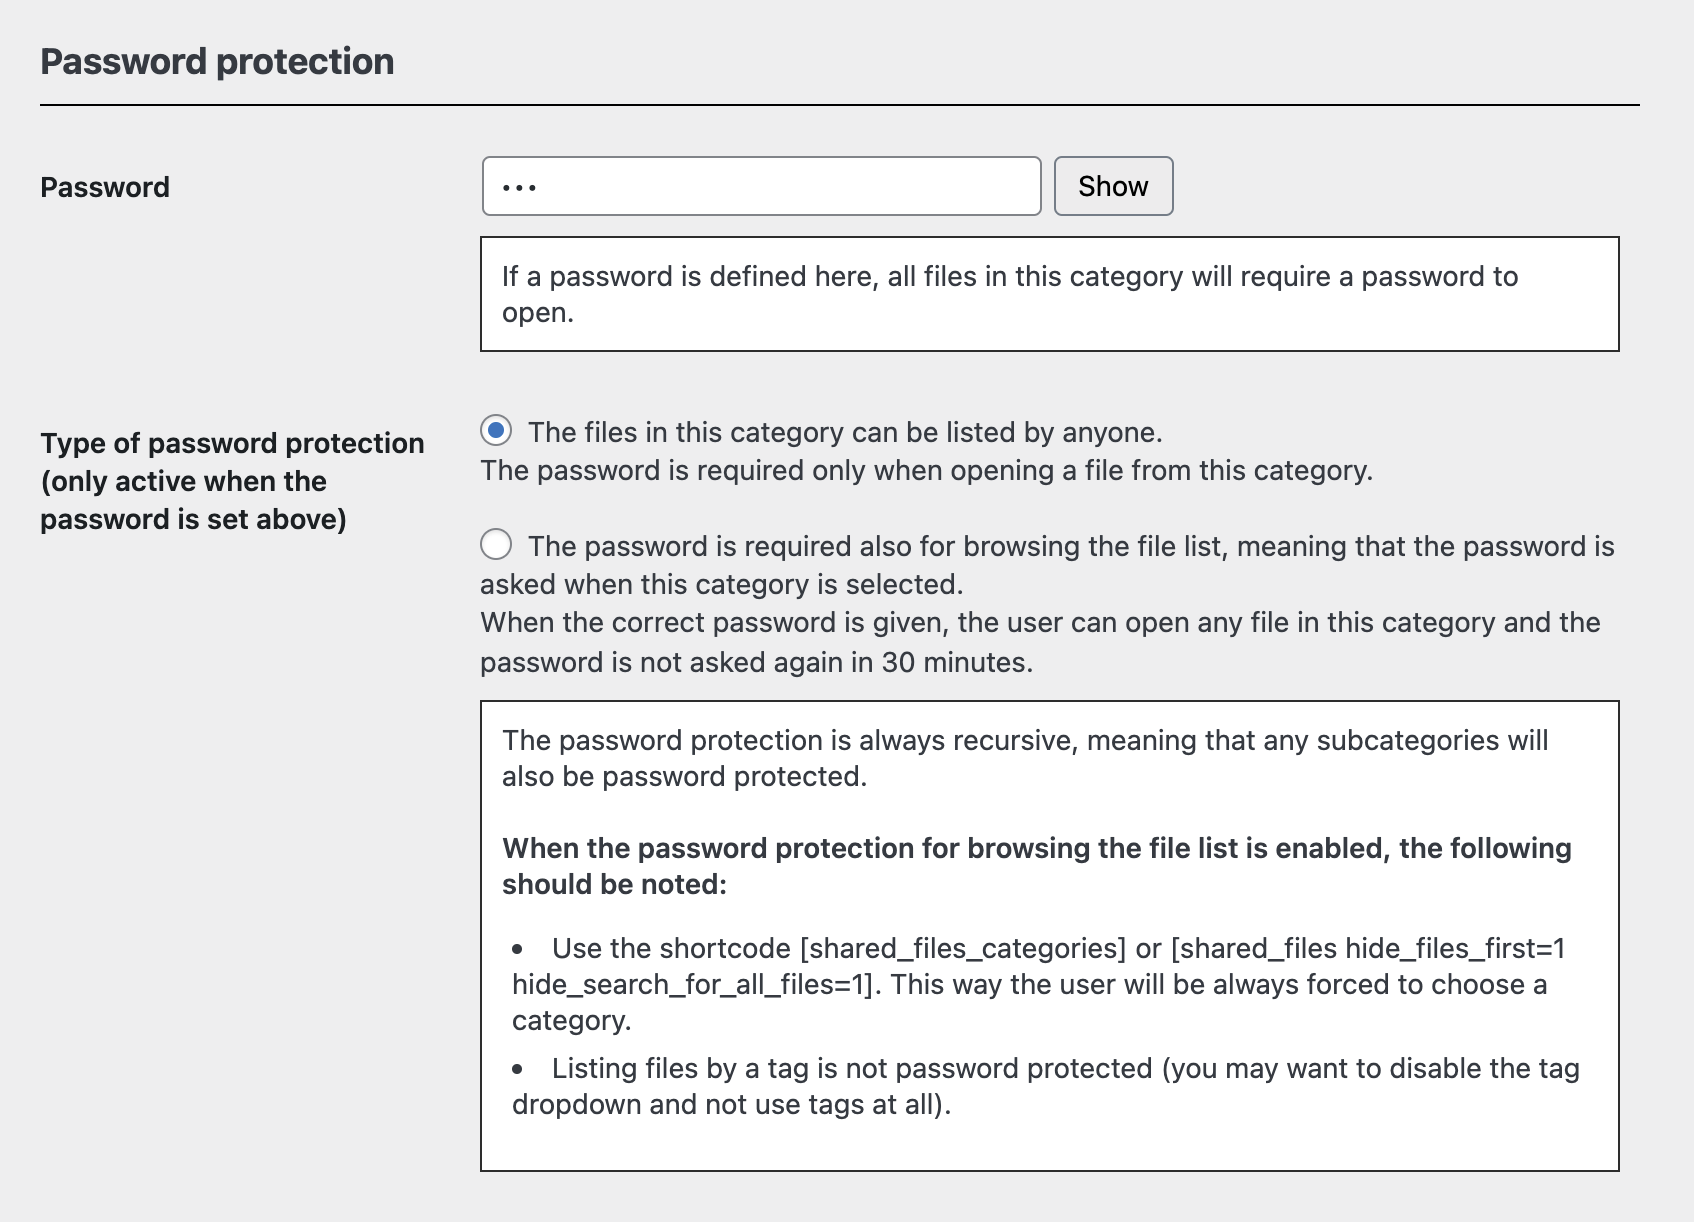 Password protection
Password
•••
Show
If a password is defined here, all files in this category will require a password to
open.
Type of password protection
(only active when the
password is set above)
The files in this category can be listed by anyone.
The password is required only when opening a file from this category.
The password is required also for browsing the file list, meaning that the password is
asked when this category is selected.
When the correct password is given, the user can open any file in this category and the
password is not asked again in 30 minutes.
The password protection is always recursive, meaning that any subcategories will
also be password protected.
When the password protection for browsing the file list is enabled, the following
should be noted:
• Use the shortcode [shared_files_categories] or [shared_files hide_files_first=1
hide_search_for_all_files=1]. This way the user will be always forced to choose a
category.
• Listing files by a tag is not password protected (you may want to disable the tag
dropdown and not use tags at all).